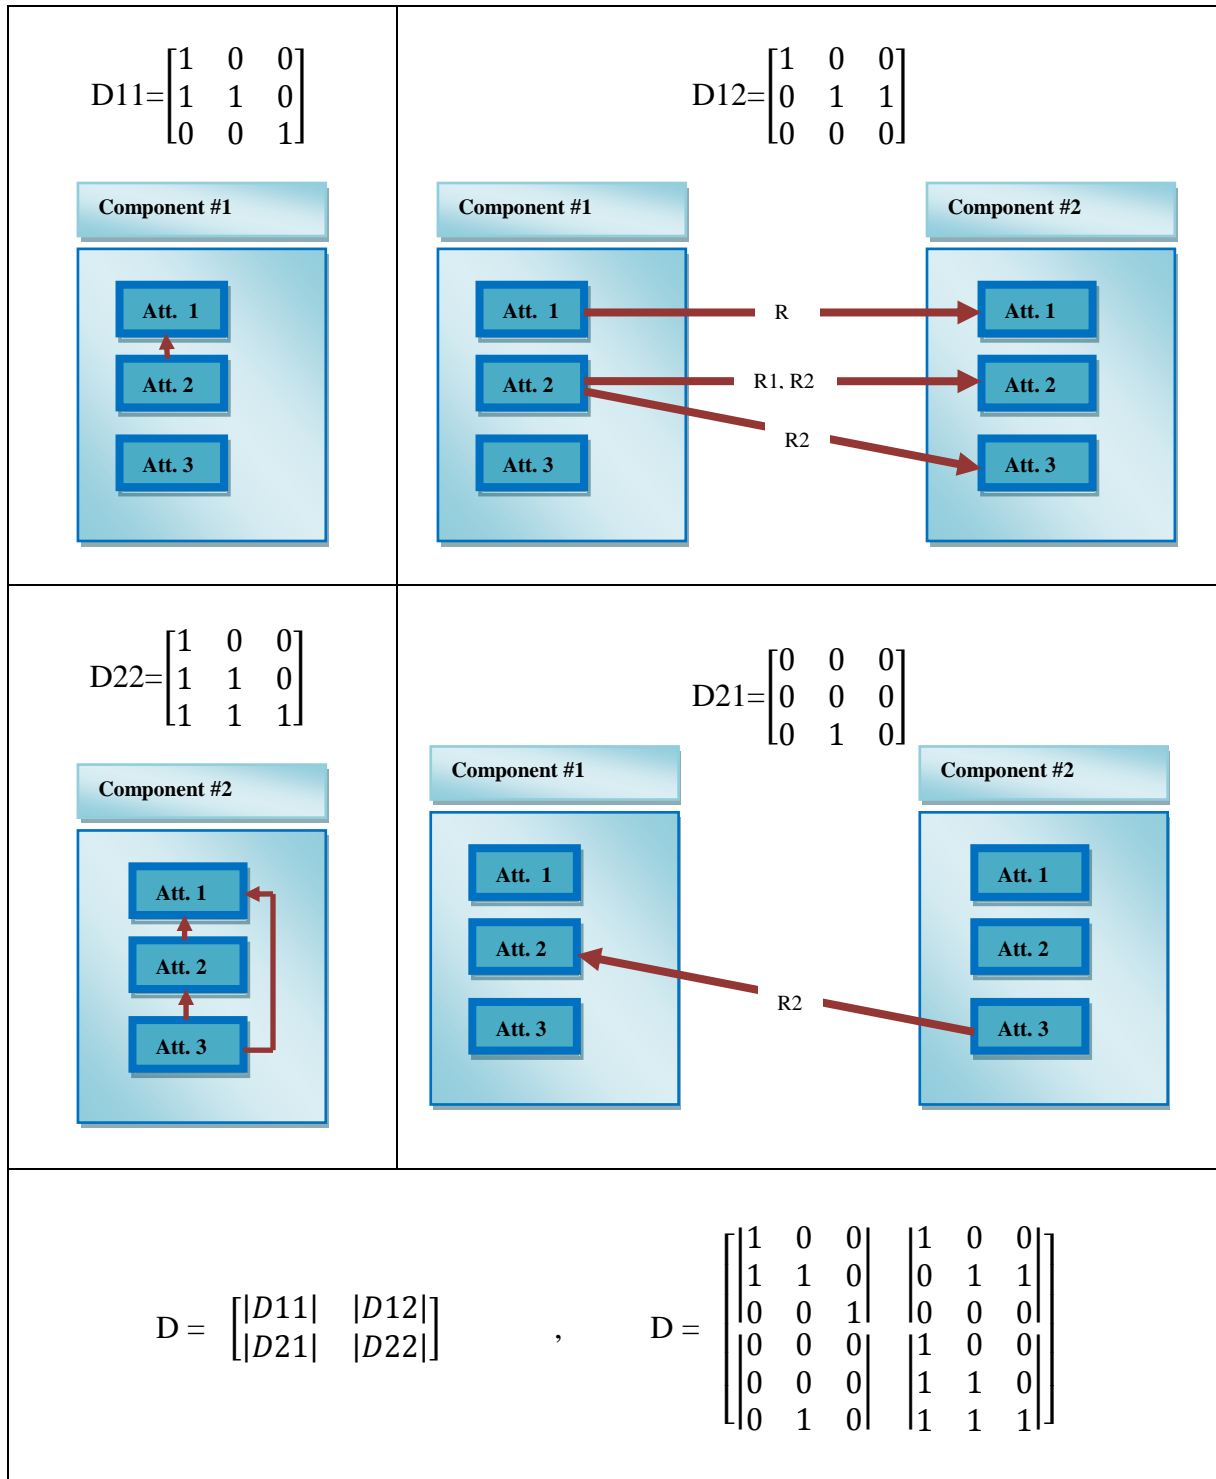 D11=[1 0 0
1 1 0
0 0 1]
Component #1
Att. 1
Att. 2
Att. 3
D12=[1 0 0
0 1 1
0 0 0]
Component #1
Component #2
Att. 1
R
Att. 1
Att. 2
R1, R2
Att. 2
R2
Att. 3
Att. 3
D22=[1 0 0
1 1 0
1 1 1]
Component #2
Att. 1
Att. 2
Att. 3
D21=[0 0 0
0 0 0
0 1 0]
Component #1
Component #2
Att. 1
Att. 1
Att. 2
Att. 2
R2
Att. 3
Att. 3
D = [|D11| |D12|
|D21| |D22|]
,
D = [|1 0 0| |1 0 0|
|1 1 0| |0 1 1|
|0 0 1| |0 0 0|
|0 0 0| |1 0 0|
|0 0 0| |1 1 0|
|0 1 0| |1 1 1|]